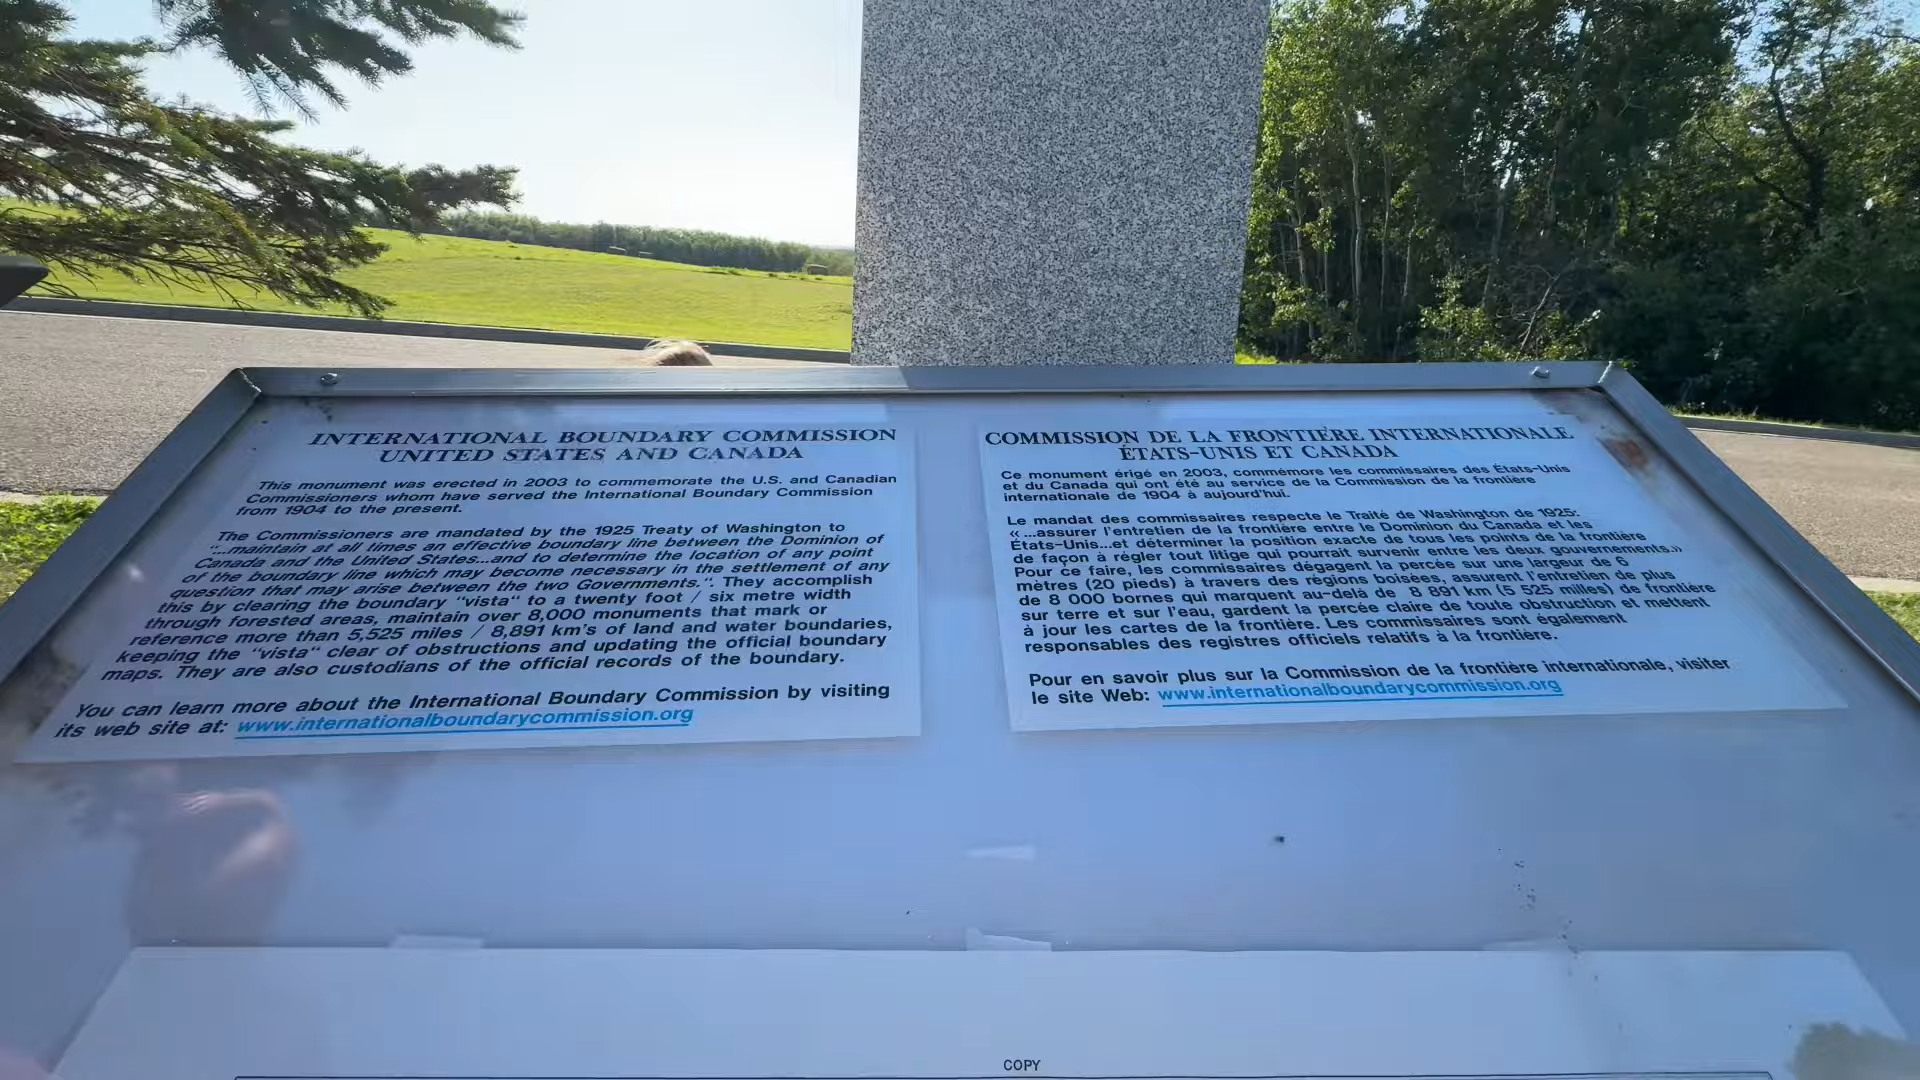 INTERNATIONAL BOUNDARY COMMISSION
UNITED STATES AND CANADA
This monument was erected in 2003 to commemorate the U.S. and Canadian
Commissioners whom have served the International Boundary Commission
from 1904 to the present.
The Commissioners are mandated by the 1925 Treaty of Washington to
"...maintain at all times an effective boundary line between the Dominion of
Canada and the United States...and to determine the location of any point
of the boundary line which may become necessary in the settlement of any
question that may arise between the two Governments.". They accomplish
this by clearing the boundary "vista" to a twenty foot / six metre width
through forested areas, maintain over 8,000 monuments that mark or
reference more than 5,525 miles / 8,891 km's of land and water boundaries,
keeping the "vista" clear of obstructions and updating the official boundary
maps. They are also custodians of the official records of the boundary.
You can learn more about the International Boundary Commission by visiting
its web site at: www.internationalboundarycommission.org
COMMISSION DE LA FRONTIÈRE INTERNATIONALE
ÉTATS-UNIS ET CANADA
Ce monument érigé en 2003, commémore les commissaires des États-Unis
et du Canada qui ont été au service de la Commission de la frontière
internationale de 1904 à aujourd'hui.
Le mandat des commissaires respecte le Traité de Washington de 1925:
« ...assurer l'entretien de la frontière entre le Dominion du Canada et les
États-Unis...et déterminer la position exacte de tous les points de la frontière
de façon à régler tout litige qui pourrait survenir entre les deux gouvernements.»
Pour ce faire, les commissaires dégagent la percée sur une largeur de 6
mètres (20 pieds) à travers des régions boisées, assurent l'entretien de plus
de 8 000 bornes qui marquent au-delà de 8 891 km (5 525 milles) de frontière
sur terre et sur l'eau, gardent la percée claire de toute obstruction et mettent
à jour les cartes de la frontière. Les commissaires sont également
responsables des registres officiels relatifs à la frontière.
Pour en savoir plus sur la Commission de la frontière internationale, visiter
le site Web: www.internationalboundarycommission.org
COPY